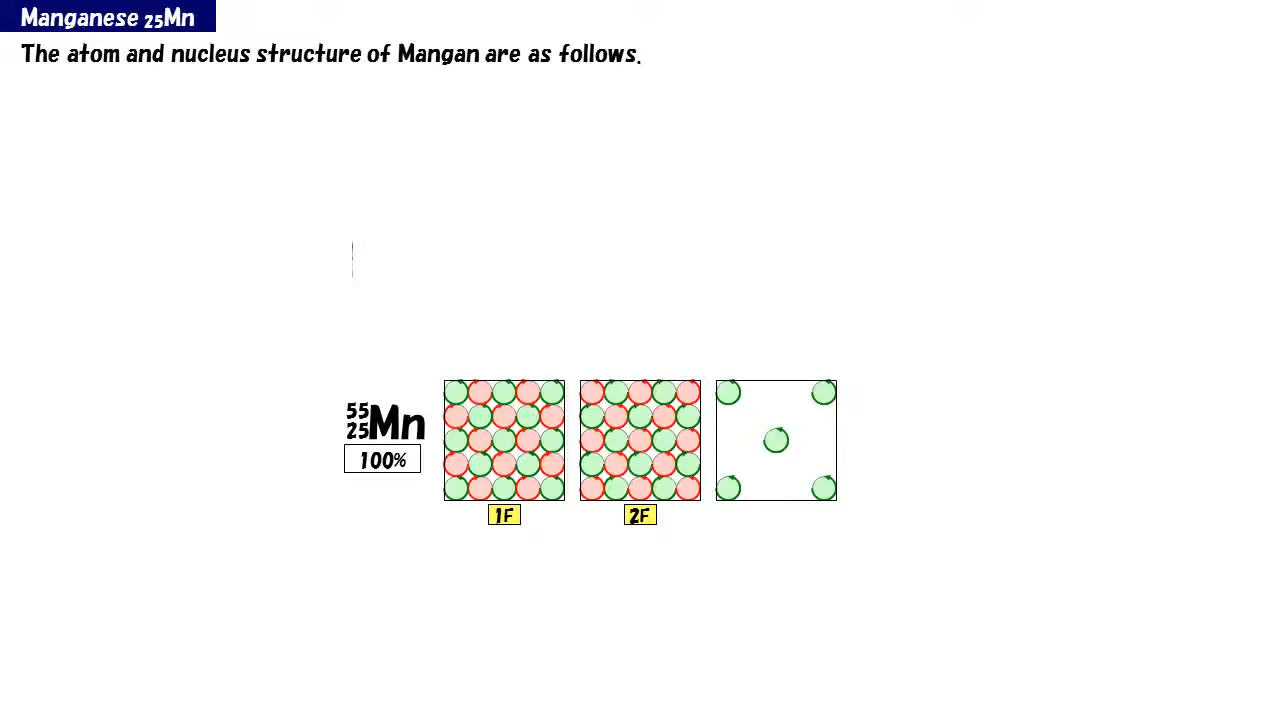 Manganese 25Mn
The atom and nucleus structure of Mangan are as follows.
55
25Mn
100%
1F
2F